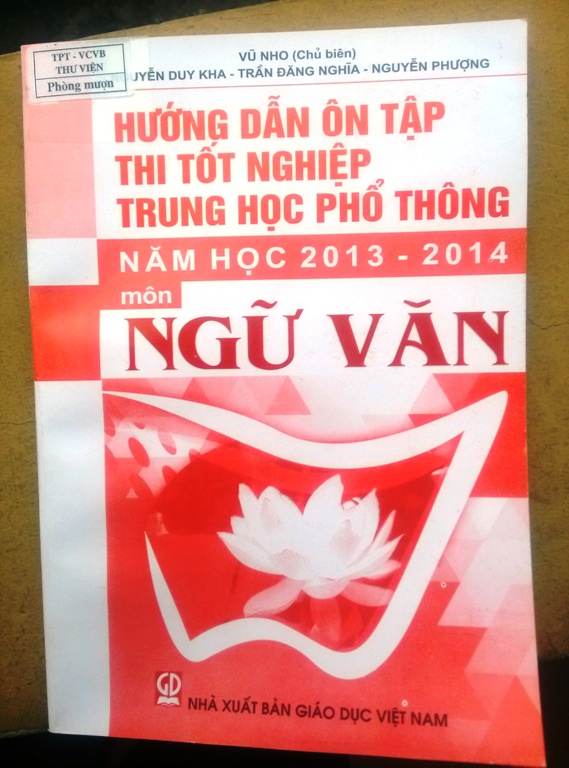 TPT - VCVB
THƯ VIỆN
Phòng mượn
VŨ NHO (Chủ biên)
DUY KHA - TRẦN ĐĂNG NGHĨA - NGUYỄN PHƯỢNG
HƯỚNG DẪN ÔN TẬP
THI TỐT NGHIỆP
TRUNG HỌC PHỔ THÔNG
NĂM HỌC 2013 - 2014
môn
NGỮ VĂN
GD
NHÀ XUẤT BẢN GIÁO DỤC VIỆT NAM